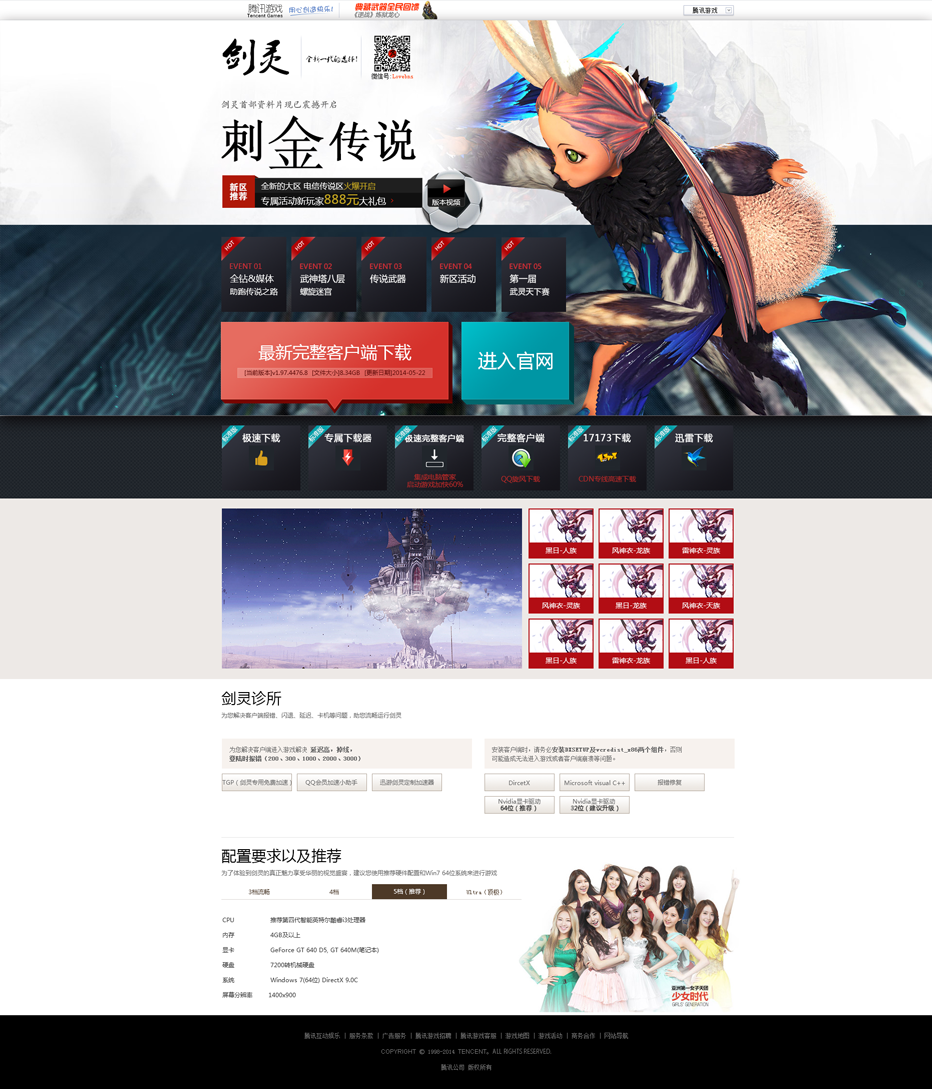 腾讯游戏
Tencent Games
用心创造快乐!
典藏武器全民回馈
《逆战》炼狱龙心
腾讯游戏
剑灵
全新一代的选择!
微信号:Lovebns
剑灵首部资料片现已震撼开启
刺金传说
新区
推荐
全新的大区 电信传说区火爆开启
专属活动新玩家888元大礼包
版本视频
HOT
EVENT 01
全钻&媒体
助跑传说之路
HOT
EVENT 02
武神塔八层
螺旋迷宫
HOT
EVENT 03
传说武器
HOT
EVENT 04
新区活动
HOT
EVENT 05
第一届
武灵天下赛
最新完整客户端下载
[当前版本]v1.97.4476.8 [文件大小]8.34GB [更新日期]2014-05-22
进入官网
标准版
极速下载
标准版
专属下载器
标准版
极速完整客户端
集成电脑管家
启动游戏加快60%
标准版
完整客户端
QQ旋风下载
标准版
17173下载
CDN专线高速下载
标准版
迅雷下载
黑日-人族
风神衣-龙族
雷神衣-灵族
风神衣-灵族
黑日-龙族
风神衣-天族
黑日-人族
雷神衣-龙族
黑日-人族
剑灵诊所
为您解决客户端报错、闪退、延迟、卡机等问题，助您流畅运行剑灵
为您解决客户端进入游戏解决 延迟高，掉线，
登陆时报错（200、300、1000、2000、3000）
TGP（剑灵专用免费加速）
QQ会员加速小助手
迅游剑灵定制加速器
安装客户端时，请务必安装DXSETUP及vcredist_x86两个组件，否则
可能造成无法进入游戏或者客户端崩溃等问题。
DircetX
Microsoft visual C++
报错修复
Nvidia显卡驱动
64位（推荐）
Nvidia显卡驱动
32位（建议升级）
配置要求以及推荐
为了体验到剑灵的真正魅力享受华丽的视觉盛宴，建议您使用推荐硬件配置和Win7 64位系统来进行游戏
3档流畅
4档
5档（推荐）
Vltra（顶极）
CPU 推荐第四代智能英特尔酷睿i3处理器
内存 4GB及以上
显卡 GeForce GT 640 D5, GT 640M(笔记本)
硬盘 7200转机械硬盘
系统 Windows 7(64位) DirectX 9.0C
屏幕分辨率 1400x900
亚洲第一女子天团
少女时代
GIRLS' GENERATION
腾讯互动娱乐 | 服务条款 | 广告服务 | 腾讯游戏招聘 | 腾讯游戏客服 | 游戏地图 | 游戏活动 | 商务合作 | 网站导航
COPYRIGHT © 1998-2014 TENCENT. ALL RIGHTS RESERVED.
腾讯公司 版权所有